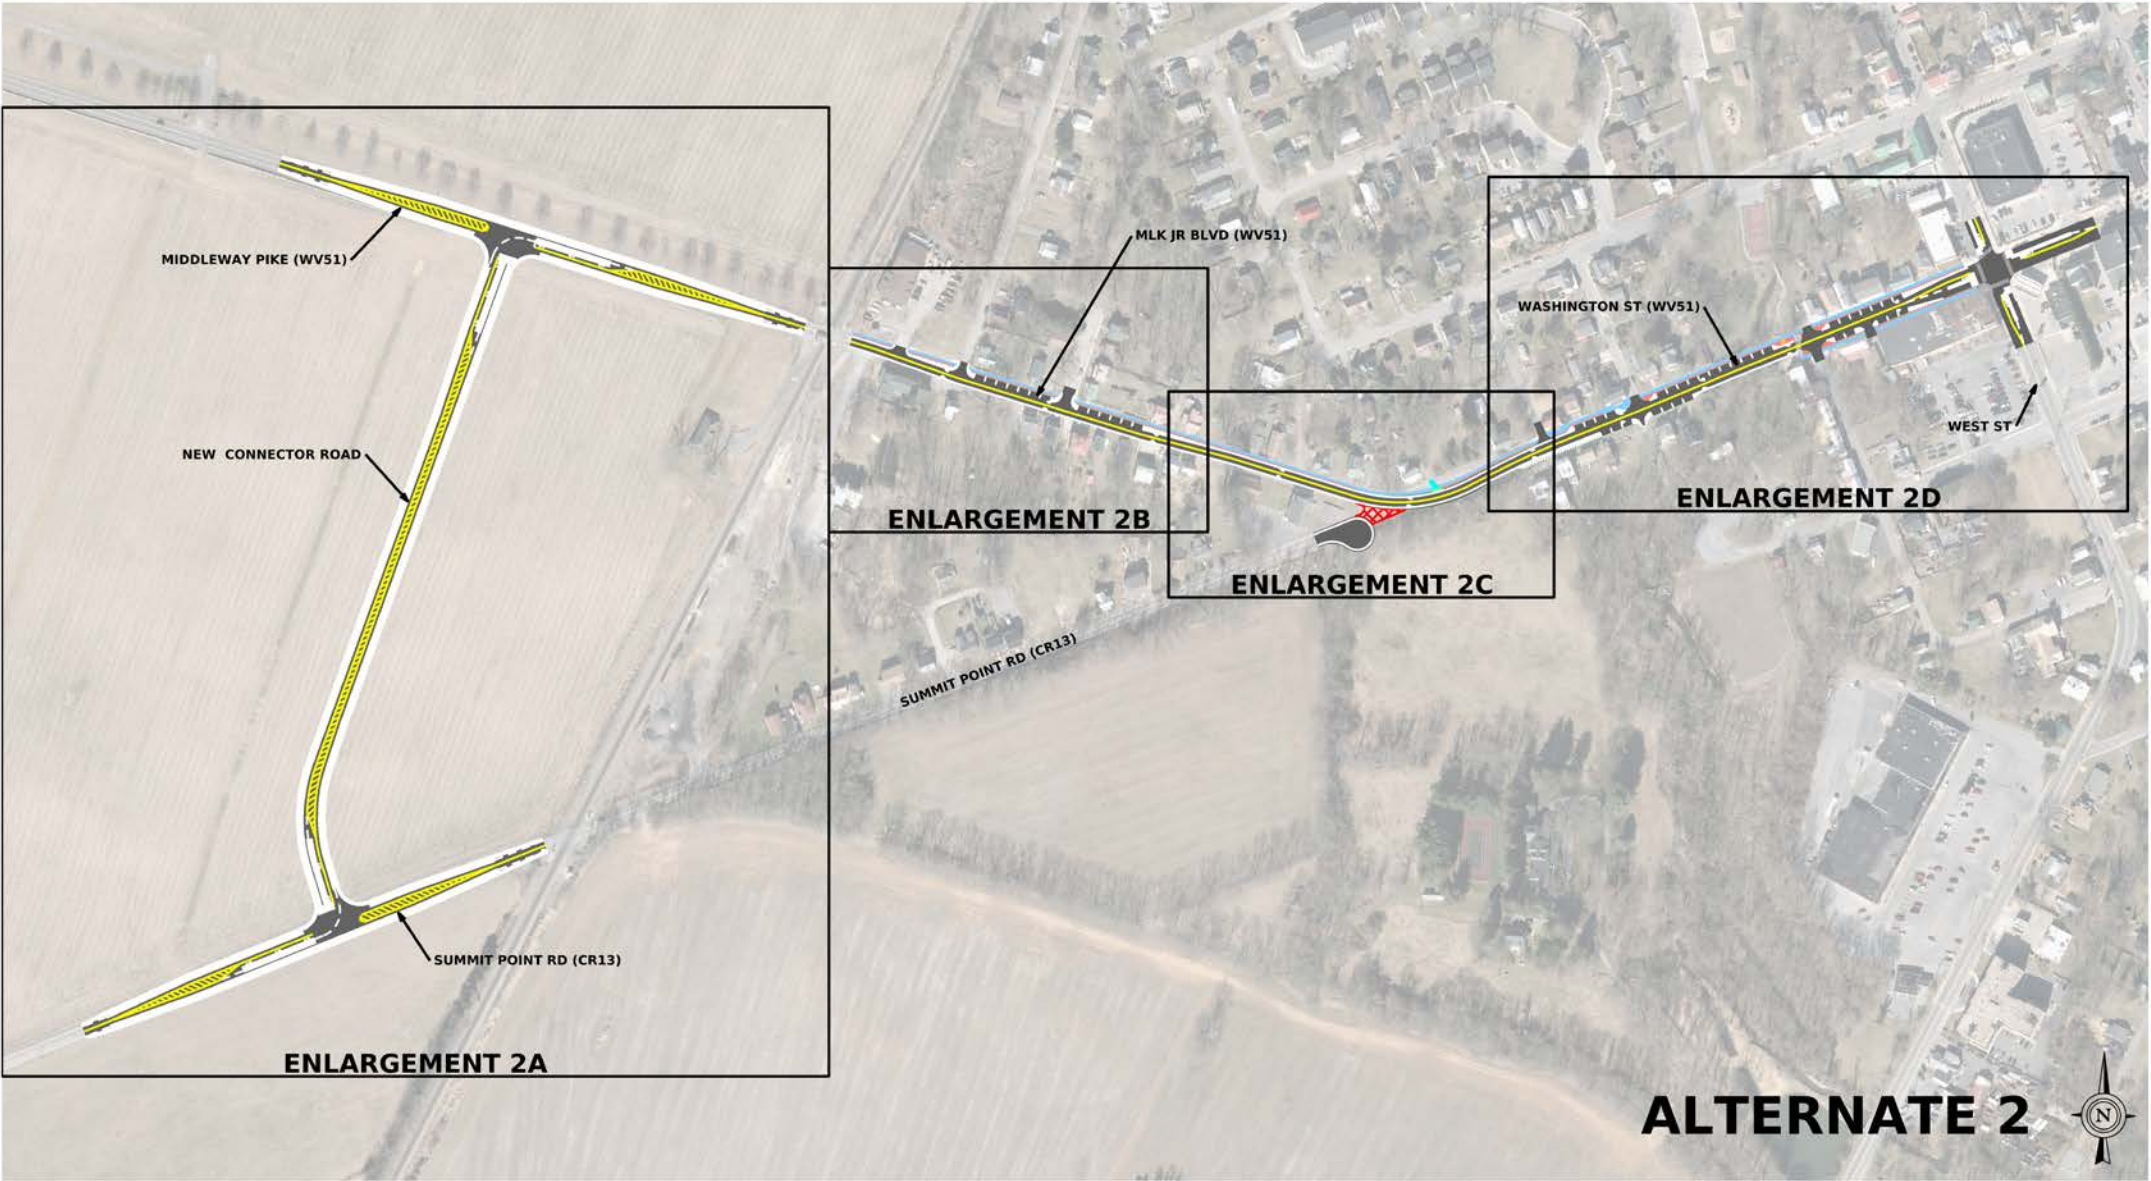 MIDDLEWAY PIKE (WV51)
MLK JR BLVD (WV51)
WASHINGTON ST (WV51)
WEST ST
NEW CONNECTOR ROAD
ENLARGEMENT 2B
ENLARGEMENT 2D
ENLARGEMENT 2C
SUMMIT POINT RD (CR13)
SUMMIT POINT RD (CR13)
ENLARGEMENT 2A
ALTERNATE 2
N